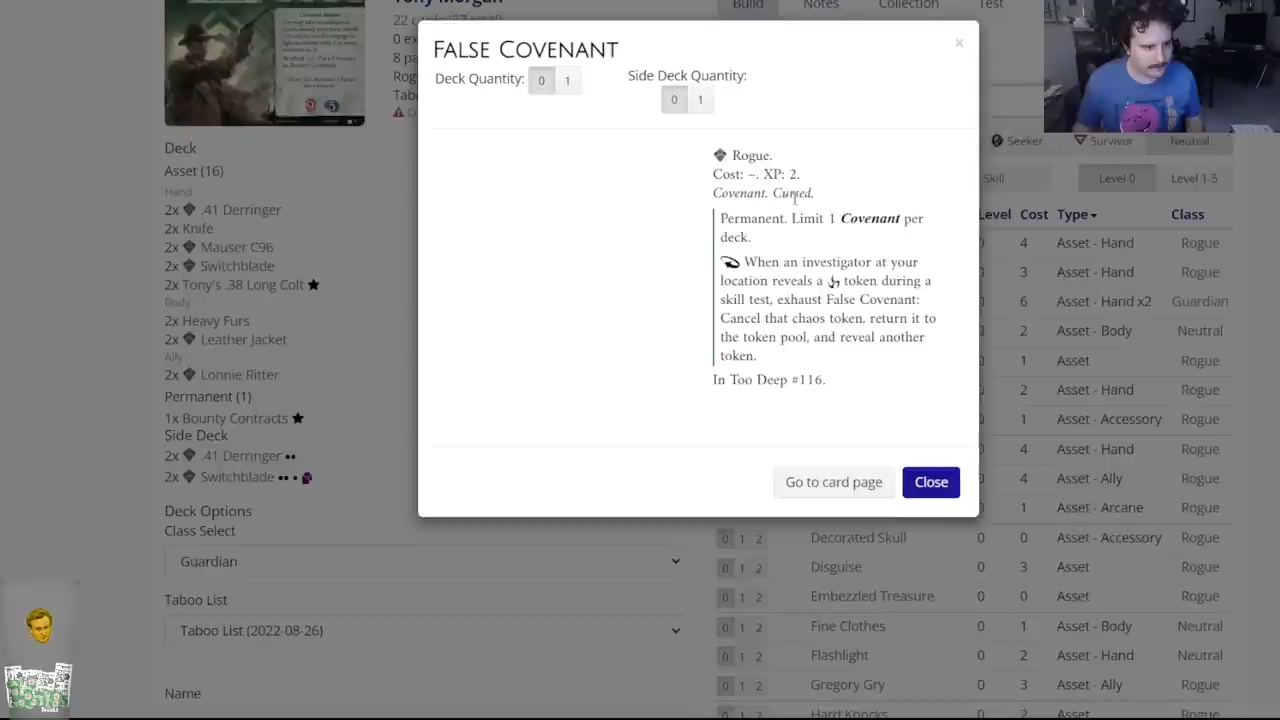 Tony Morgan
Build
Notes
Collection
Test
FALSE COVENANT
×
Deck Quantity: 0 1
Side Deck Quantity:
0 1
Rogue.
Cost: –. XP: 2.
Covenant. Cursed.
Permanent. Limit 1 Covenant per
deck.
When an investigator at your
location reveals a token during a
skill test, exhaust False Covenant:
Cancel that chaos token, return it to
the token pool, and reveal another
token.
In Too Deep #116.
Go to card page
Close
8
Deck
Asset (16)
Hand
2x .41 Derringer
2x Knife
2x Mauser C96
2x Switchblade
2x Tony's .38 Long Colt
Body
2x Heavy Furs
2x Leather Jacket
Ally
2x Lonnie Ritter
Permanent (1)
1x Bounty Contracts
Side Deck
2x .41 Derringer
2x Switchblade
Deck Options
Class Select
Guardian
Taboo List
Taboo List (2022-08-26)
Name
Seeker
Survivor
Neutral
Skill
Level 0
Level 1-5
Level Cost Type Class
4 Asset - Hand Rogue
3 Asset - Hand Rogue
6 Asset - Hand x2 Guardian
2 Asset - Body Neutral
1 Asset Rogue
2 Asset - Hand Rogue
1 Asset - Accessory Rogue
4 Asset - Hand Rogue
4 Asset - Ally Rogue
1 Asset - Arcane Rogue
0 1 2 Decorated Skull 0 0 Asset - Accessory Rogue
0 1 2 Disguise 0 3 Asset Rogue
0 1 2 Embezzled Treasure 0 0 Asset Rogue
0 1 2 Fine Clothes 0 1 Asset - Body Neutral
0 1 2 Flashlight 0 2 Asset - Hand Neutral
0 1 2 Gregory Gry 0 3 Asset - Ally Rogue
0 1 2 Hard Knocks 0 2 Asset Rogue